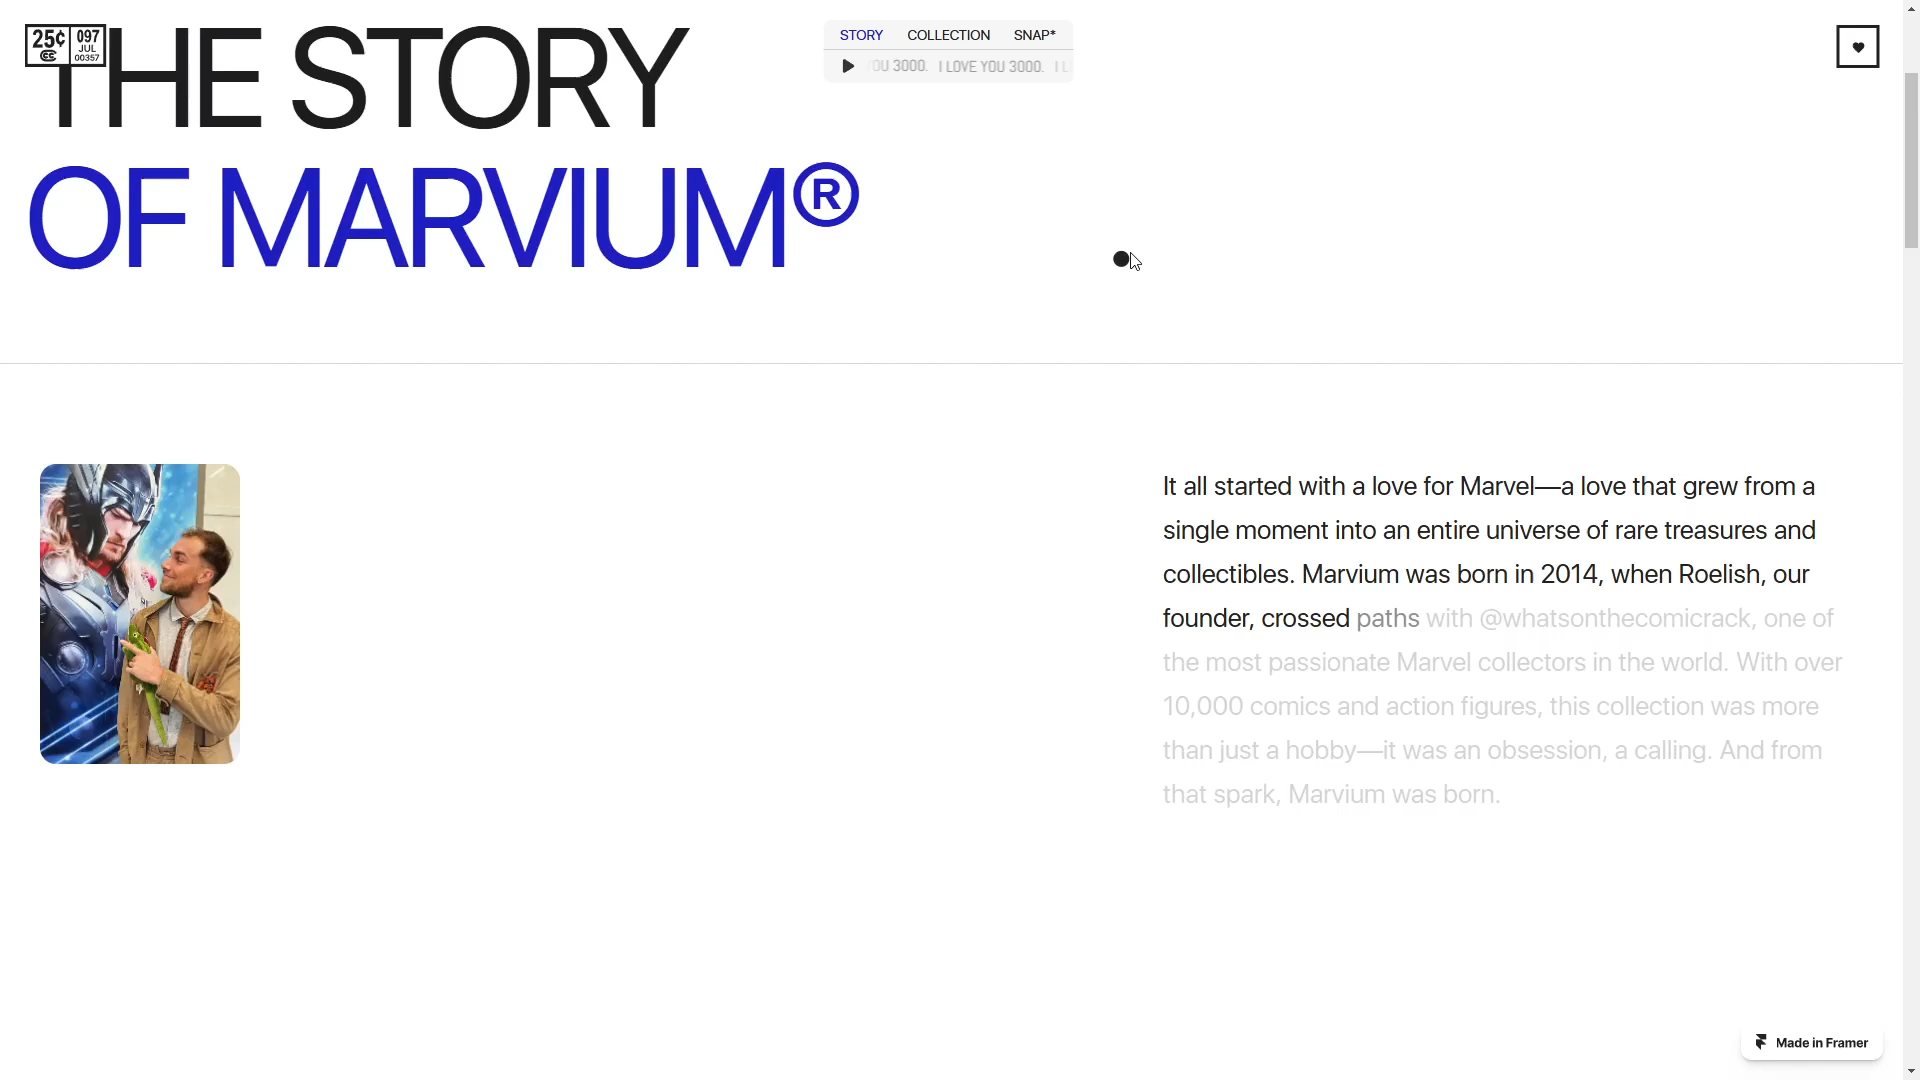 25¢
CC
097
JUL
00357
THE STORY
OF MARVIUM®
STORY COLLECTION SNAP*
OU 3000. I LOVE YOU 3000. I L
It all started with a love for Marvel—a love that grew from a
single moment into an entire universe of rare treasures and
collectibles. Marvium was born in 2014, when Roelish, our
founder, crossed paths with @whatsonthecomicrack, one of
the most passionate Marvel collectors in the world. With over
10,000 comics and action figures, this collection was more
than just a hobby—it was an obsession, a calling. And from
that spark, Marvium was born.
Made in Framer